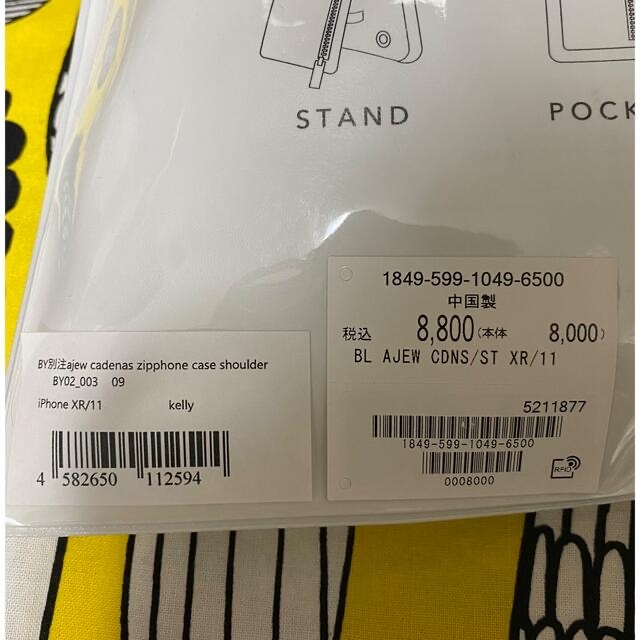 STAND
POCK
1849-599-1049-6500
中国製
税込 8,800(本体 8,000)
BL AJEW CDNS/ST XR/11
5211877
1849-599-1049-6500
0008000
RFID
BY別注ajew cadenas zipphone case shoulder
BY02_003 09
iPhone XR/11 kelly
4 582650 112594